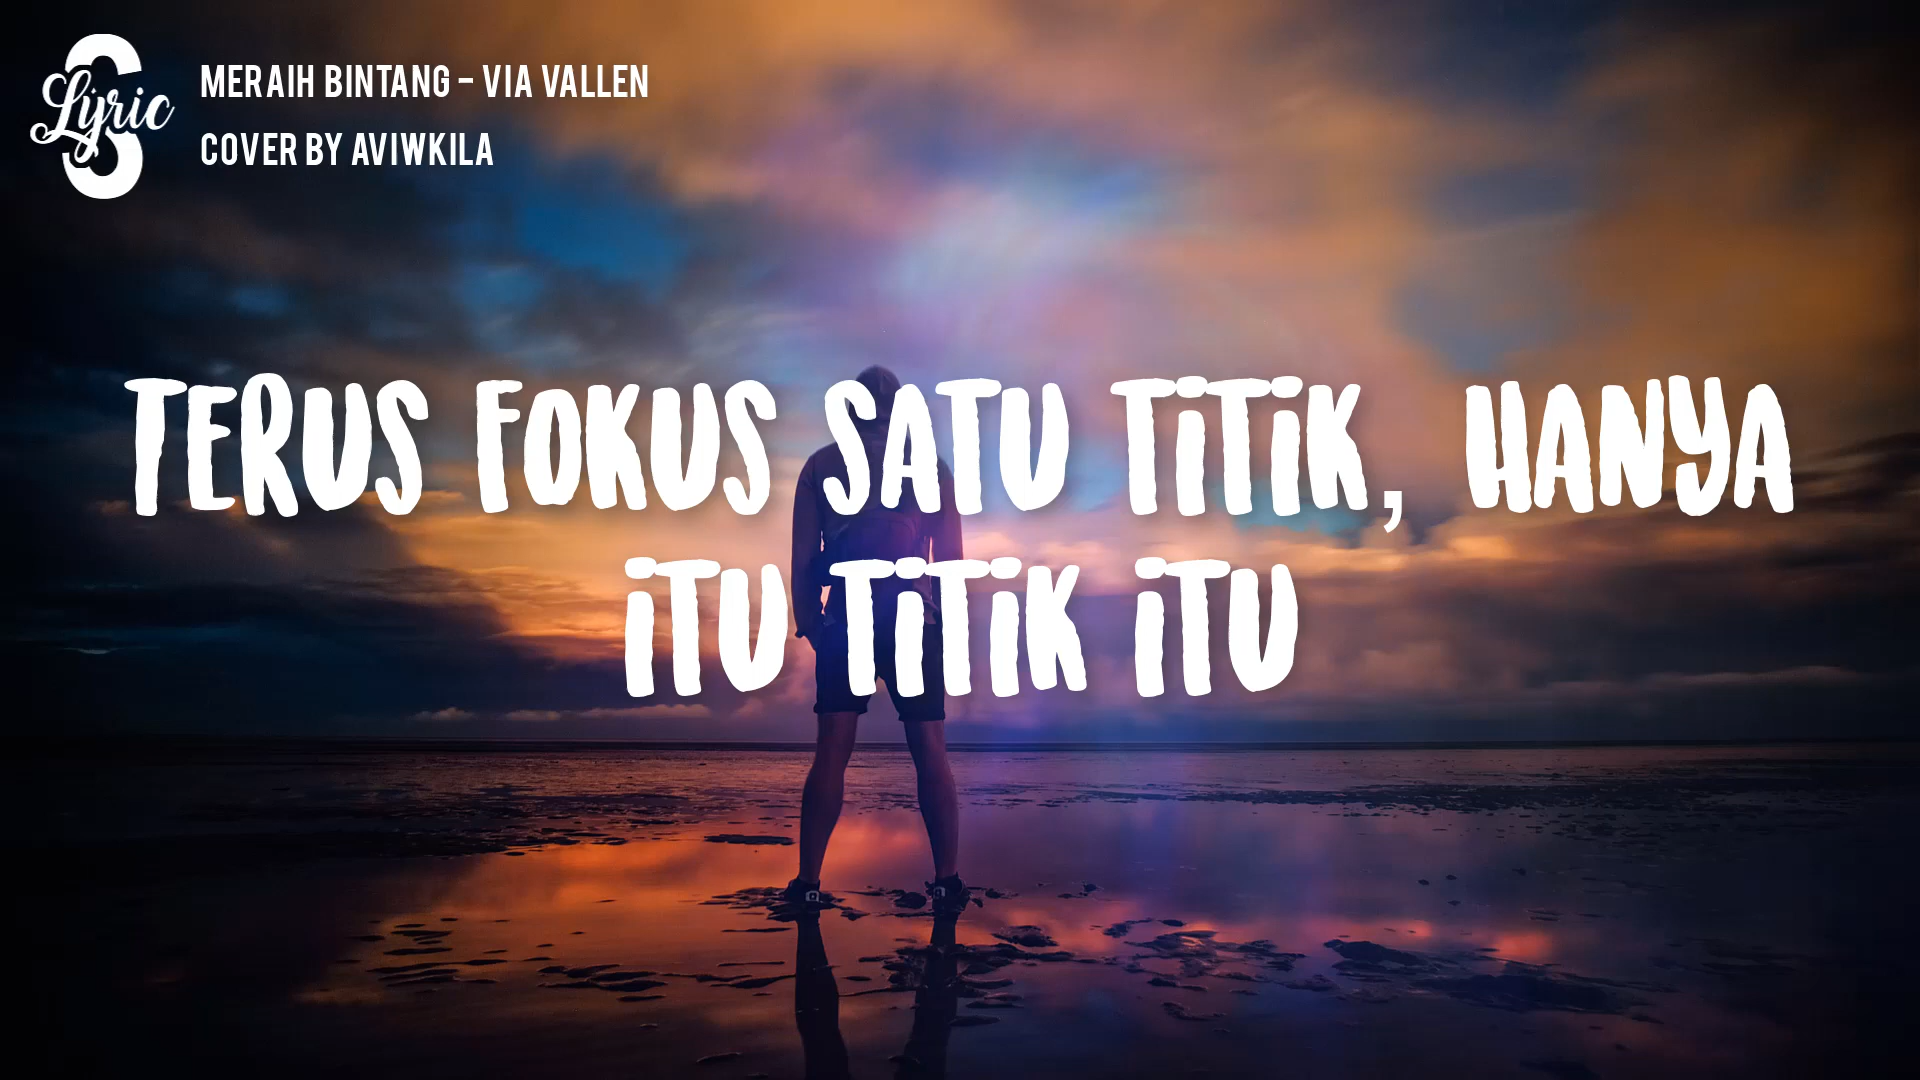 S
Lyric
MERAIH BINTANG - VIA VALLEN
COVER BY AVIWKILA
TERUS FOKUS SATU TITIK, HANYA
ITU TITIK ITU